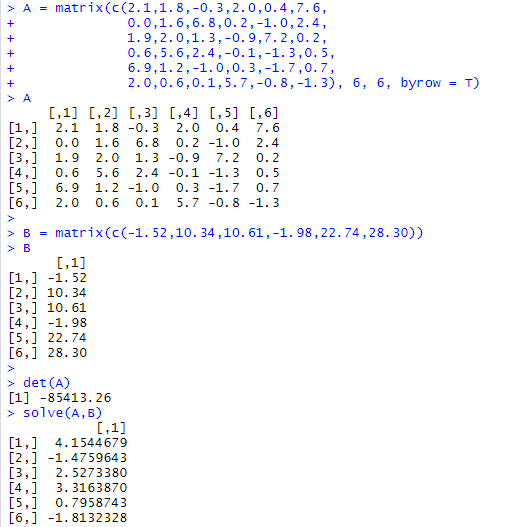 > A = matrix(c(2.1,1.8,-0.3,2.0,0.4,7.6,
+              0.0,1.6,6.8,0.2,-1.0,2.4,
+              1.9,2.0,1.3,-0.9,7.2,0.2,
+              0.6,5.6,2.4,-0.1,-1.3,0.5,
+              6.9,1.2,-1.0,0.3,-1.7,0.7,
+              2.0,0.6,0.1,5.7,-0.8,-1.3), 6, 6, byrow = T)
> A
     [,1] [,2] [,3] [,4] [,5] [,6]
[1,]  2.1  1.8 -0.3  2.0  0.4  7.6
[2,]  0.0  1.6  6.8  0.2 -1.0  2.4
[3,]  1.9  2.0  1.3 -0.9  7.2  0.2
[4,]  0.6  5.6  2.4 -0.1 -1.3  0.5
[5,]  6.9  1.2 -1.0  0.3 -1.7  0.7
[6,]  2.0  0.6  0.1  5.7 -0.8 -1.3
>
> B = matrix(c(-1.52,10.34,10.61,-1.98,22.74,28.30))
> B
      [,1]
[1,] -1.52
[2,] 10.34
[3,] 10.61
[4,] -1.98
[5,] 22.74
[6,] 28.30
>
> det(A)
[1] -85413.26
> solve(A,B)
           [,1]
[1,]  4.1544679
[2,] -1.4759643
[3,]  2.5273380
[4,]  3.3163870
[5,]  0.7958743
[6,] -1.8132328